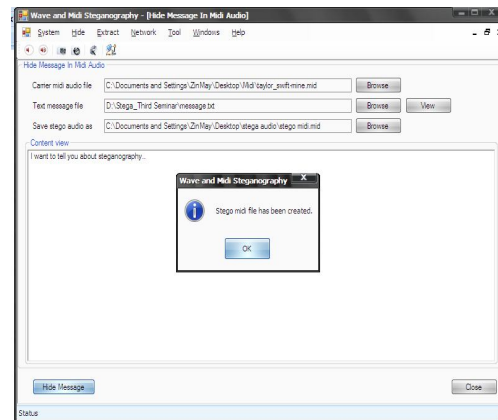 Wave and Midi Steganography - [Hide Message In Midi Audio]
System Hide Extract Network Tool Windows Help
Hide Message In Midi Audio
Carrier midi audio file C:\Documents and Settings\ZinMay\Desktop\Midi\taylor_swift-mine.mid Browse
Text message file D:\Stega_Third Seminar\message.txt Browse View
Save stego audio as C:\Documents and Settings\ZinMay\Desktop\stega audio\stego midi.mid Browse
Content view
I want to tell you about steganography..
Wave and Midi Steganography X
Stego midi file has been created.
OK
Hide Message Close
Status